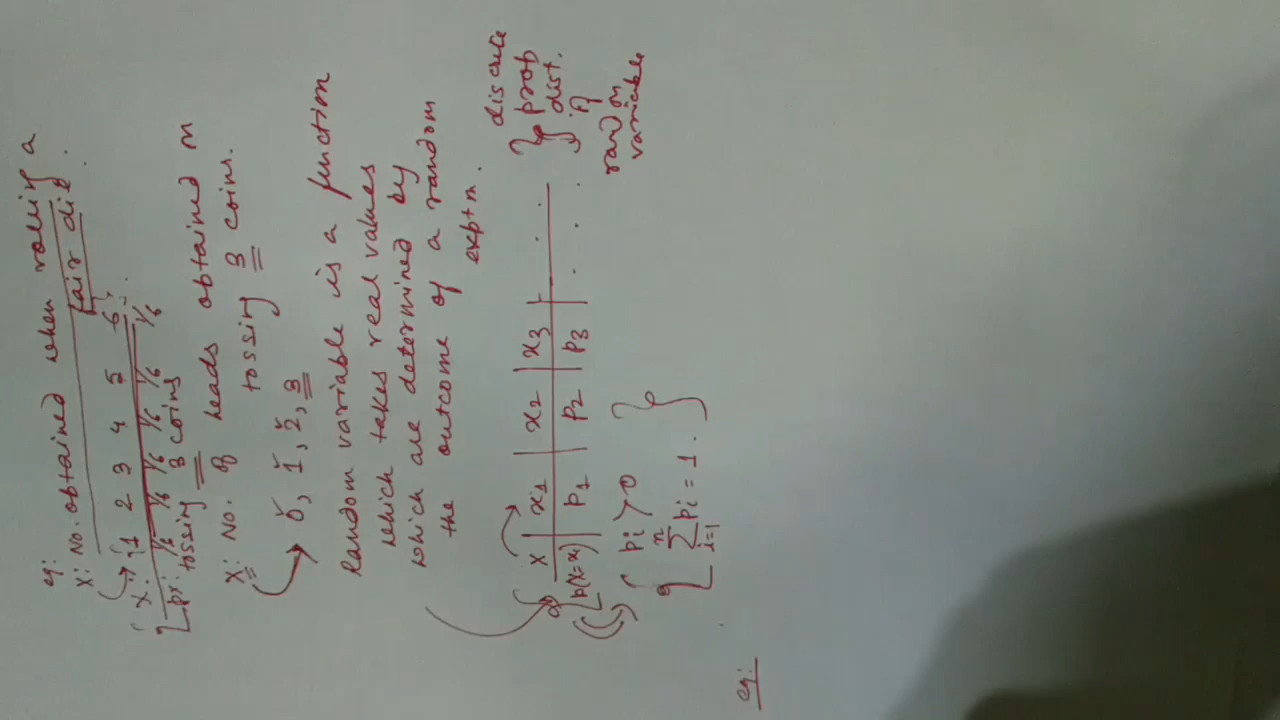 eg:
X: No. obtained when rolling a
fair die.
X: {1 2 3 4 5 6}
px: 1/6 1/6 1/6 1/6 1/6 1/6
tossing 3 coins
X: No. of heads obtained in
tossing 3 coins.
→ 0, 1, 2, 3
Random variable is a function
which takes real values
which are determined by
the outcome of a random
exptm.
X | x1 | x2 | x3 | . . .
p(X=xi) | p1 | p2 | p3 | . . .
discrete
prob
dist.
of
random
variable
pi > 0
n
∑ pi = 1.
i=1
eg: